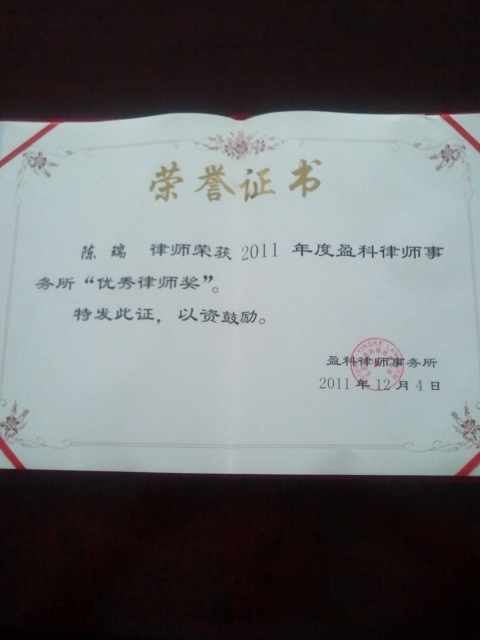 荣誉证书
陈瑞 律师荣获 2011 年度盈科律师事
务所“优秀律师奖”。
特发此证，以资鼓励。
盈科律师事务所
2011 年 12 月 4 日